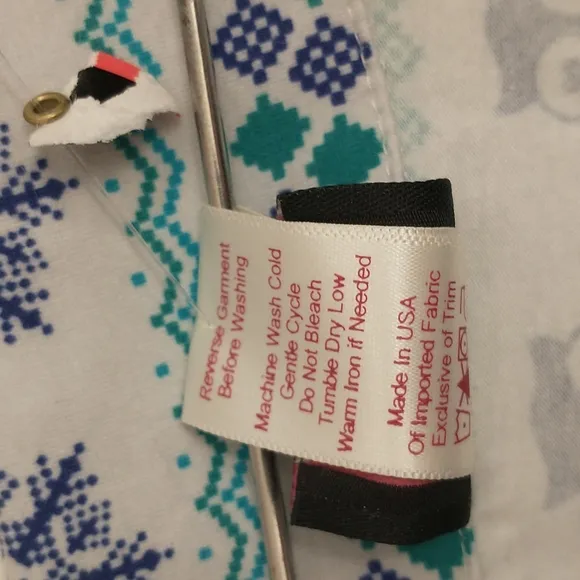 Reverse Garment
Before Washing
Machine Wash Cold
Gentle Cycle
Do Not Bleach
Tumble Dry Low
Warm Iron if Needed
Made In USA
Of Imported Fabric
Exclusive of Trim